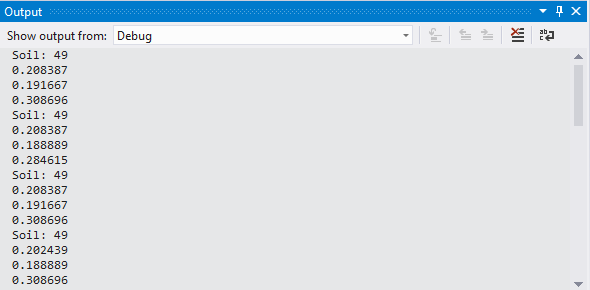 Output
Show output from: Debug
Soil: 49
0.208387
0.191667
0.308696
Soil: 49
0.208387
0.188889
0.284615
Soil: 49
0.208387
0.191667
0.308696
Soil: 49
0.202439
0.188889
0.308696